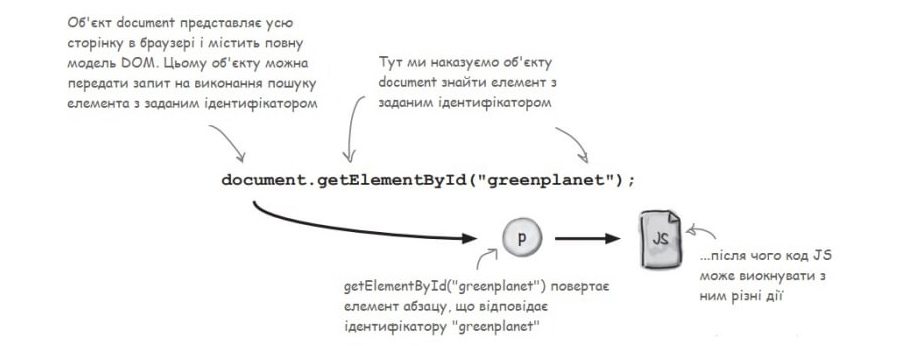 Об'єкт document представляє усю
сторінку в браузері і містить повну
модель DOM. Цьому об'єкту можна
передати запит на виконання пошуку
елемента з заданим ідентифікатором
Тут ми наказуємо об'єкту
document знайти елемент з
заданим ідентифікатором
document.getElementById("greenplanet");
p
JS
...після чого код JS
може виокнувати з
ним різні дії
getElementById("greenplanet") повертає
елемент абзацу, що відповідає
ідентифікатору "greenplanet"